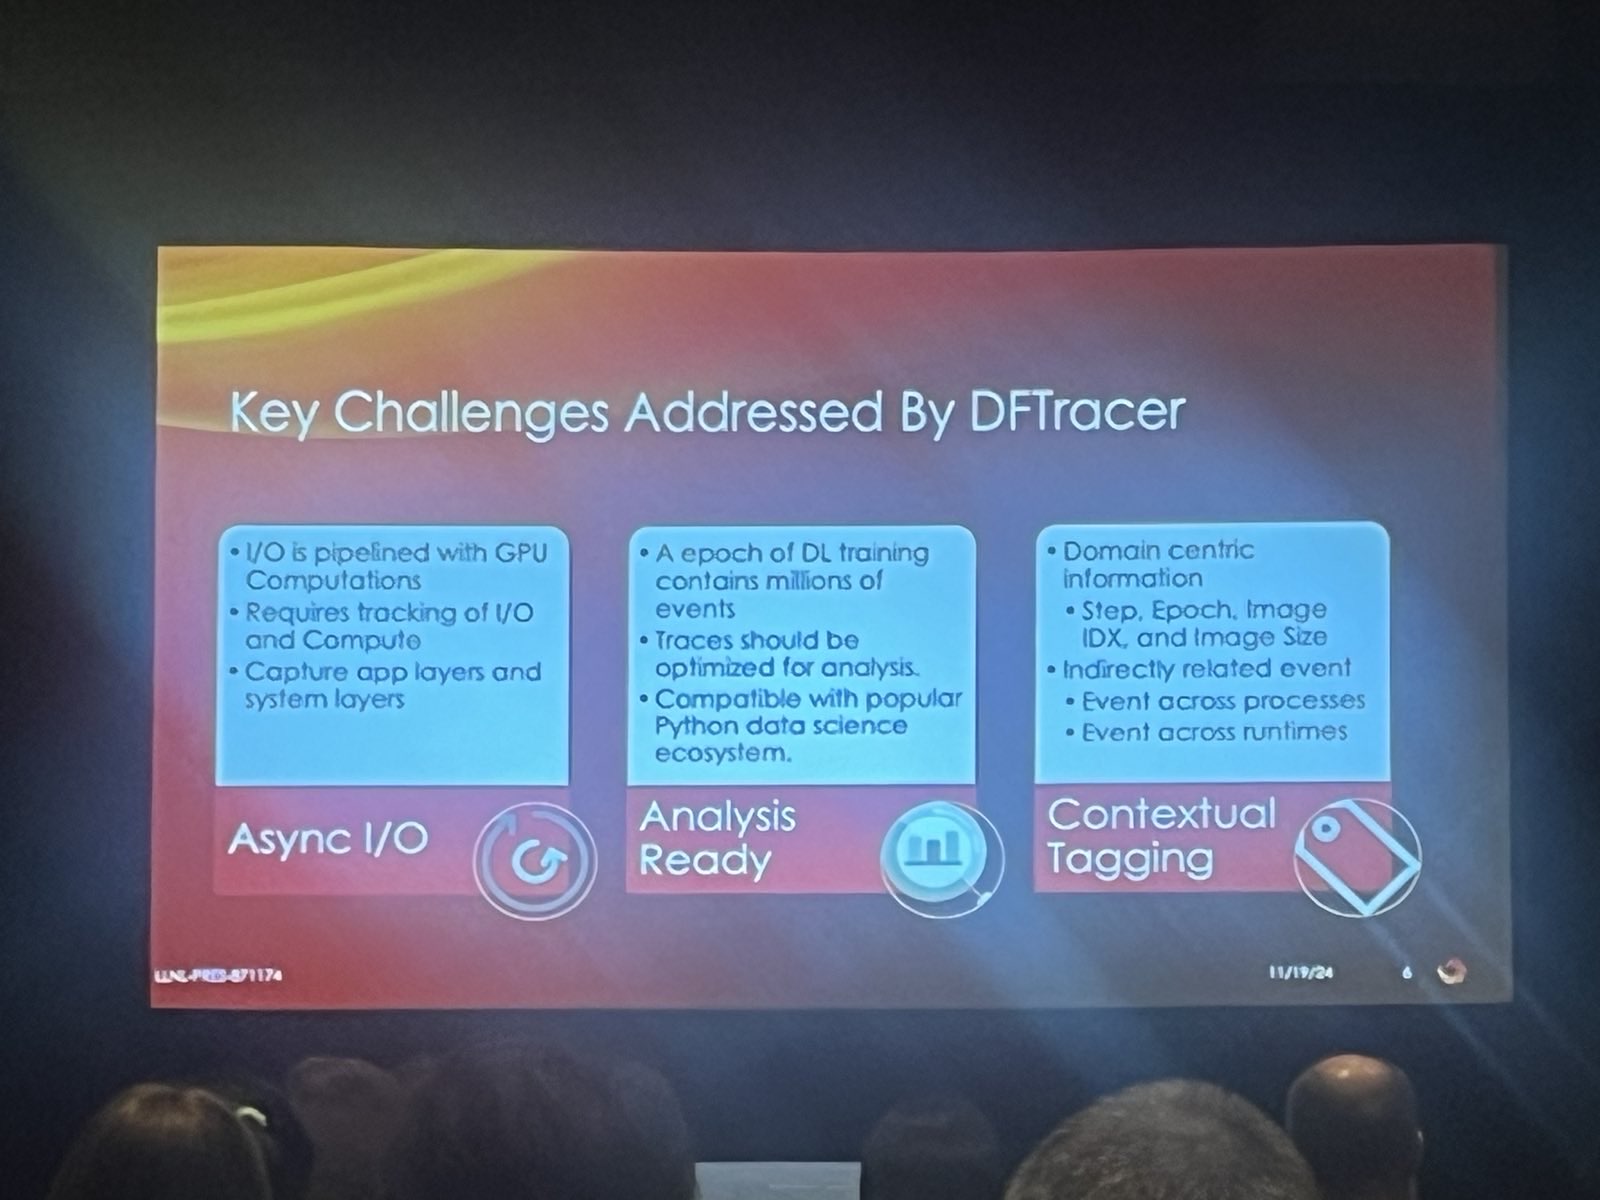 Key Challenges Addressed By DFTracer
• I/O is pipelined with GPU
Computations
• Requires tracking of I/O
and Compute
• Capture app layers and
system layers
Async I/O
• A epoch of DL training
contains millions of
events
• Traces should be
optimized for analysis.
• Compatible with popular
Python data science
ecosystem.
Analysis
Ready
• Domain centric
information
• Step, Epoch, Image
IDX, and Image Size
• Indirectly related event
• Event across processes
• Event across runtimes
Contextual
Tagging
LLNL-PRES-871174
11/19/24
6